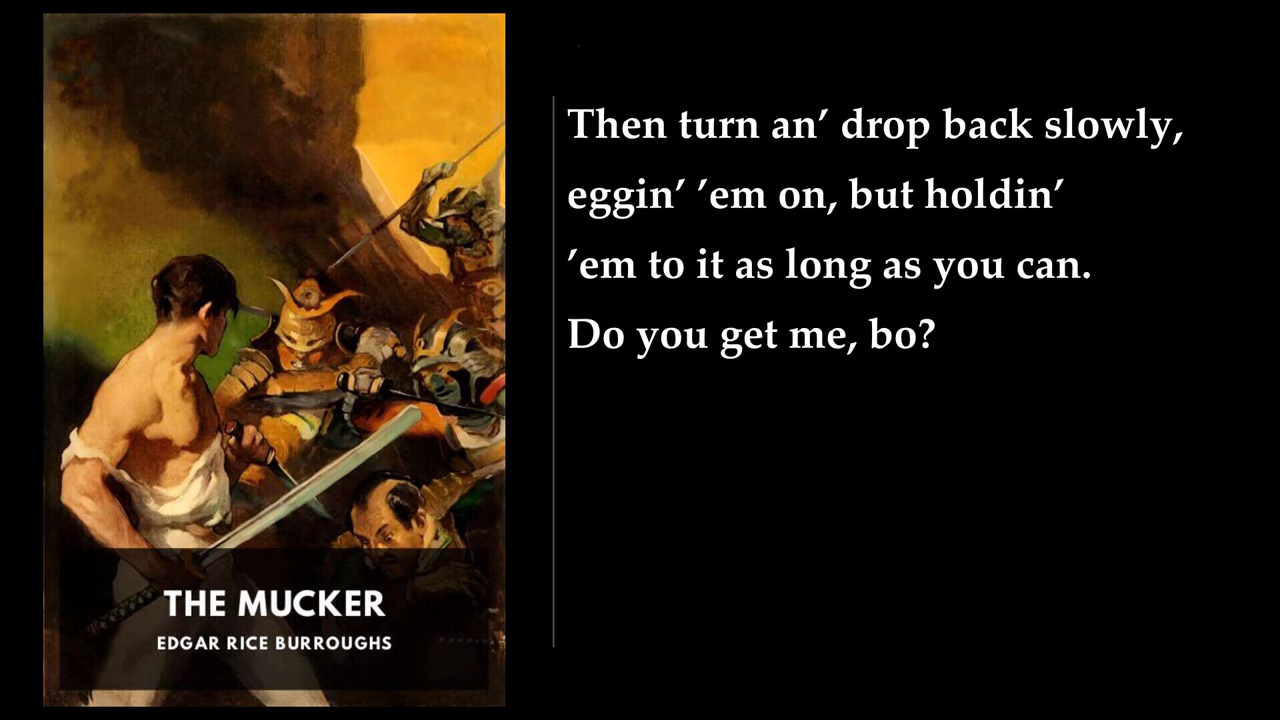 Then turn an’ drop back slowly,
eggin’ ’em on, but holdin’
’em to it as long as you can.
Do you get me, bo?
THE MUCKER
EDGAR RICE BURROUGHS